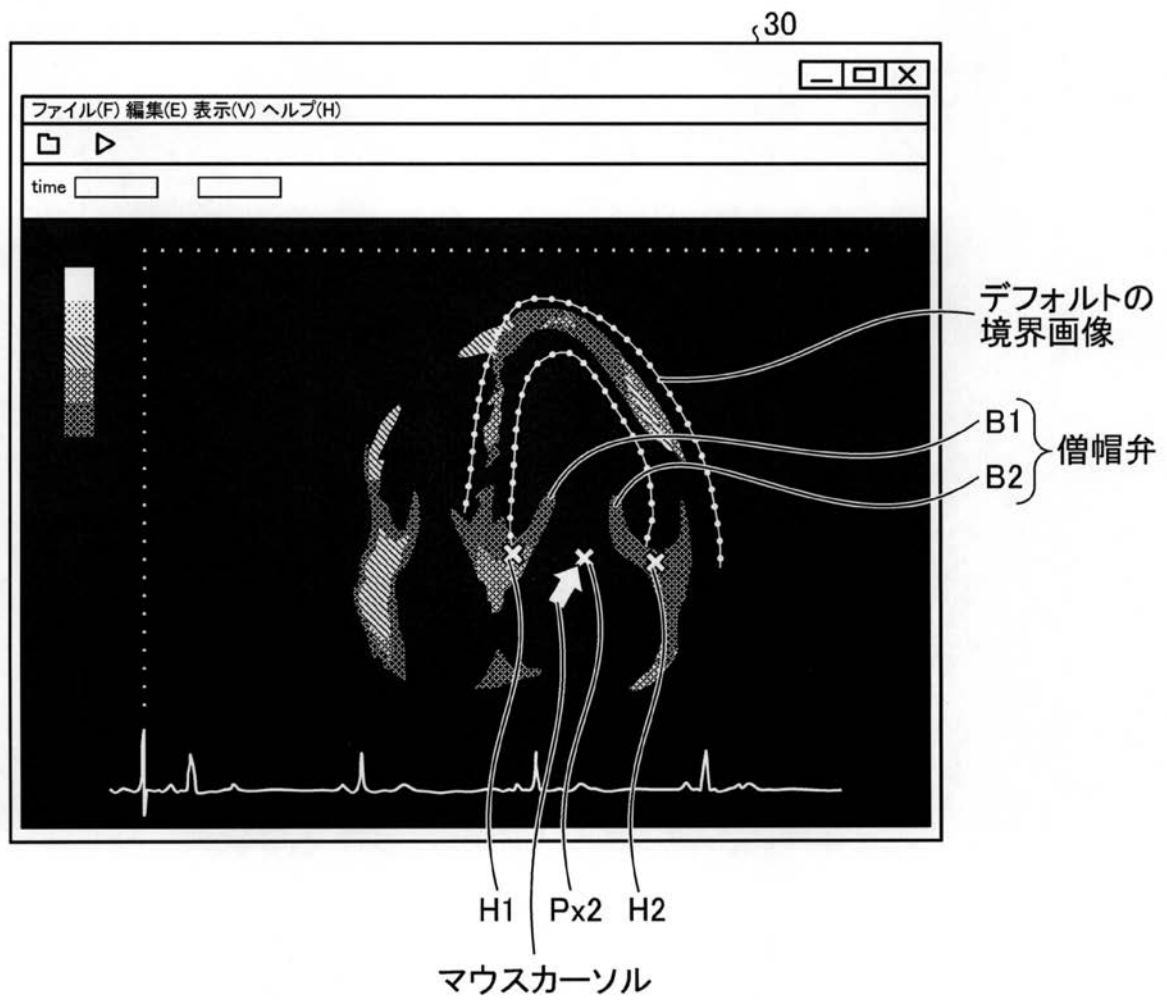 30
ファイル(F) 編集(E) 表示(V) ヘルプ(H)
time
デフォルトの
境界画像
B1
B2
僧帽弁
H1
Px2
H2
マウスカーソル